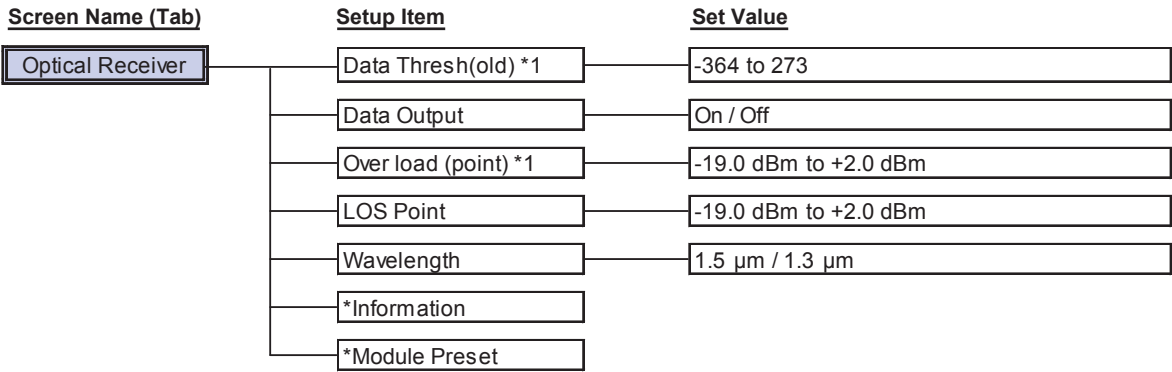 Screen Name (Tab) Setup Item Set Value
Optical Receiver Data Thresh(old) *1 -364 to 273
Data Output On / Off
Over load (point) *1 -19.0 dBm to +2.0 dBm
LOS Point -19.0 dBm to +2.0 dBm
Wavelength 1.5 µm / 1.3 µm
*Information
*Module Preset